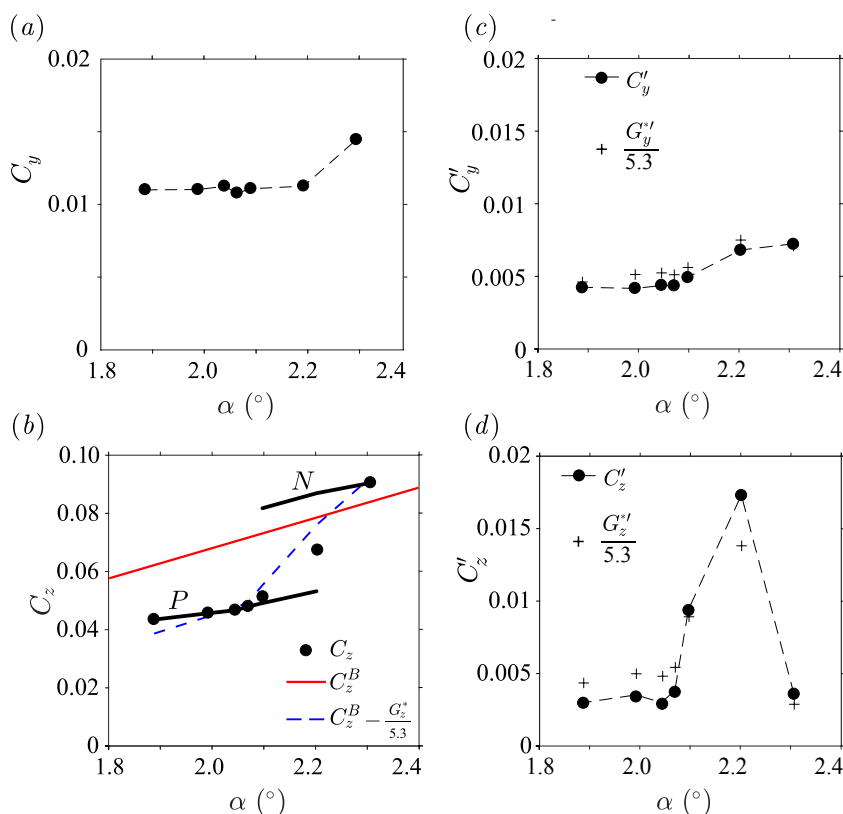 (a)
0.02
0.01
0
C_y
1.8 2.0 2.2 2.4
α (°)
(c)
0.02
0.015
0.01
0.005
0
C'_y
C'_y
G_y^{*'}/5.3
1.8 2.0 2.2 2.4
α (°)
(b)
0.10
0.08
0.06
0.04
0.02
0
C_z
N
P
C_z
C_z^B
C_z^B − G_z^*/5.3
1.8 2.0 2.2 2.4
α (°)
(d)
0.02
0.015
0.01
0.005
0
C'_z
C'_z
G_z^{*'}/5.3
1.8 2.0 2.2 2.4
α (°)